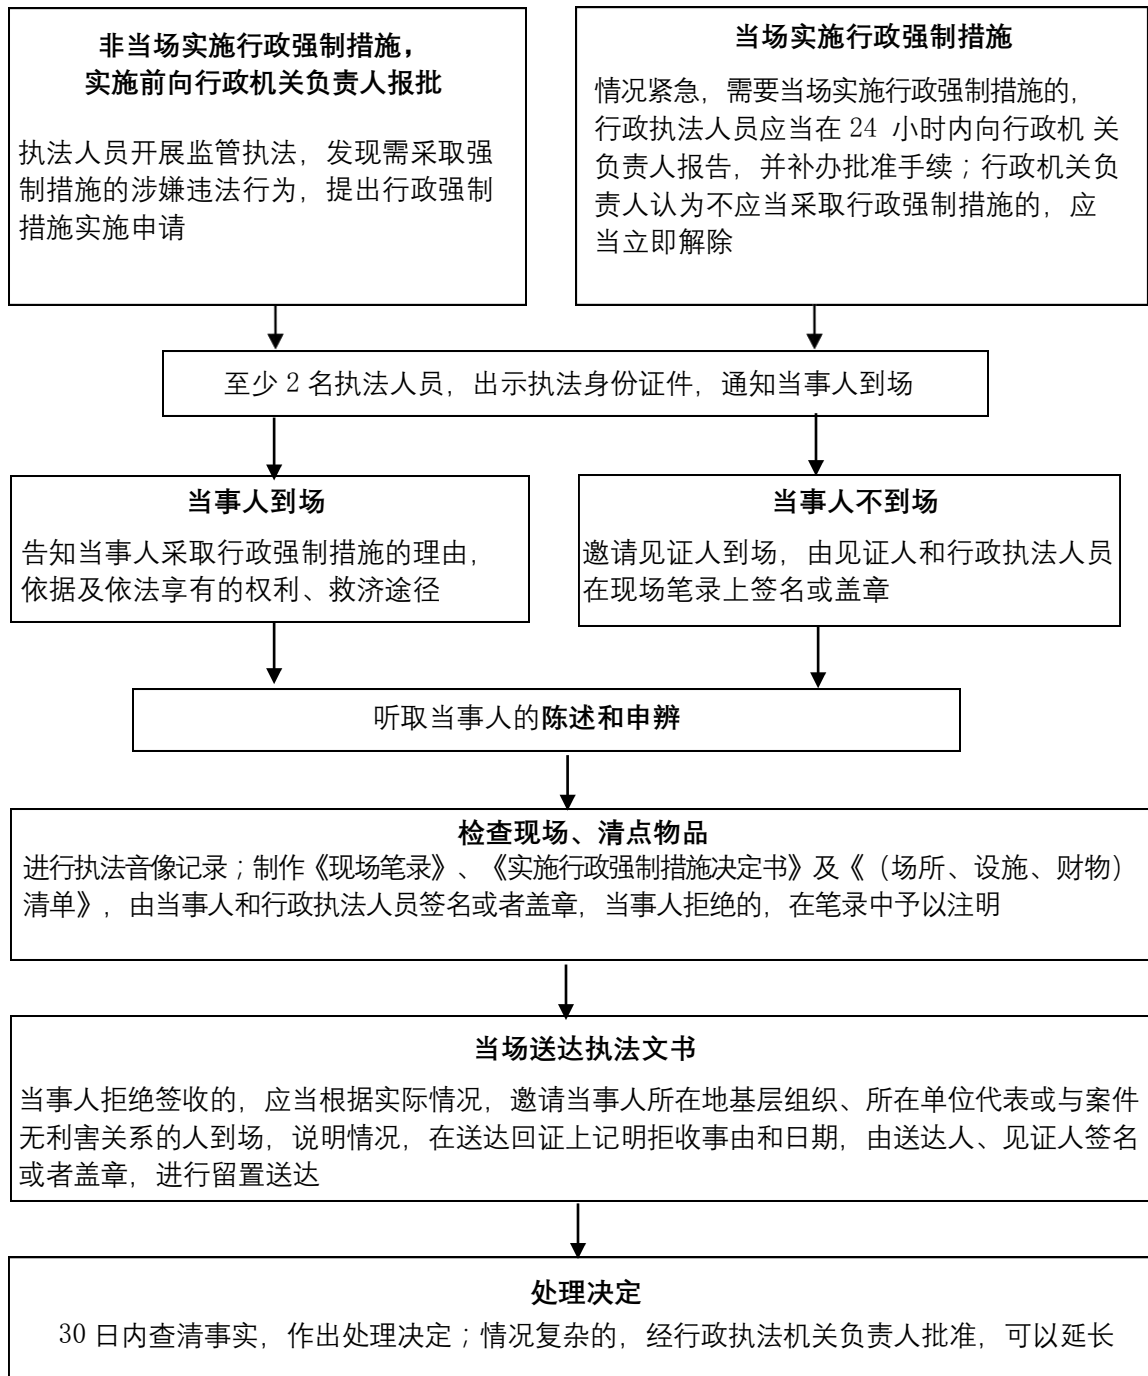 非当场实施行政强制措施，
实施前向行政机关负责人报批
执法人员开展监管执法，发现需采取强
制措施的涉嫌违法行为，提出行政强制
措施实施申请
当场实施行政强制措施
情况紧急，需要当场实施行政强制措施的，
行政执法人员应当在 24 小时内向行政机 关
负责人报告，并补办批准手续；行政机关负
责人认为不应当采取行政强制措施的，应
当立即解除
至少 2 名执法人员，出示执法身份证件，通知当事人到场
当事人到场
告知当事人采取行政强制措施的理由，
依据及依法享有的权利、救济途径
当事人不到场
邀请见证人到场，由见证人和行政执法人员
在现场笔录上签名或盖章
听取当事人的陈述和申辨
检查现场、清点物品
进行执法音像记录；制作《现场笔录》、《实施行政强制措施决定书》及《（场所、设施、财物）
清单》，由当事人和行政执法人员签名或者盖章，当事人拒绝的，在笔录中予以注明
当场送达执法文书
当事人拒绝签收的，应当根据实际情况，邀请当事人所在地基层组织、所在单位代表或与案件
无利害关系的人到场，说明情况，在送达回证上记明拒收事由和日期，由送达人、见证人签名
或者盖章，进行留置送达
处理决定
30 日内查清事实，作出处理决定；情况复杂的，经行政执法机关负责人批准，可以延长